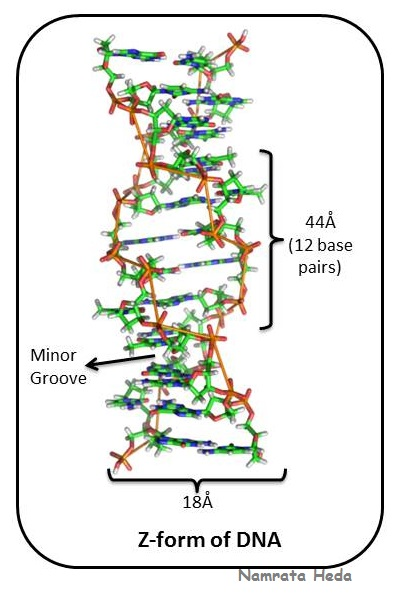 44Å
(12 base
pairs)
Minor
Groove
18Å
Z-form of DNA
Namrata Heda